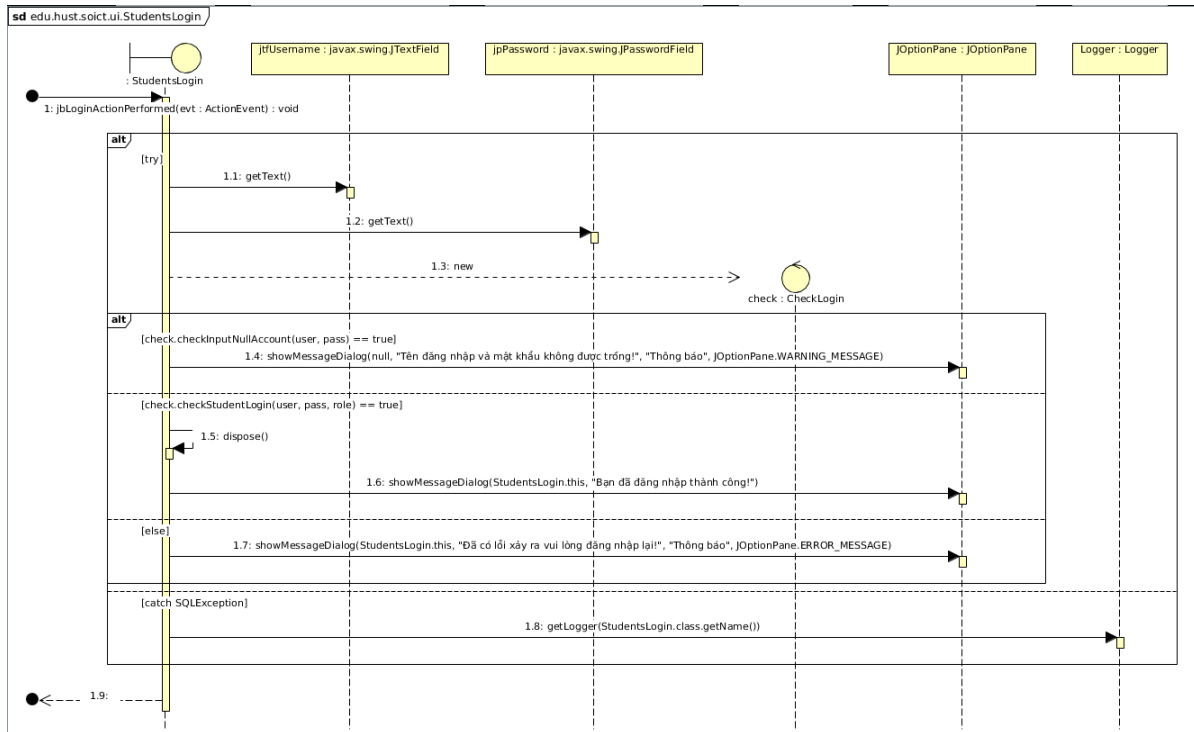 sd edu.hust.soict.ui.StudentsLogin
jtfUsername : javax.swing.JTextField
jpPassword : javax.swing.JPasswordField
JOptionPane : JOptionPane
Logger : Logger
: StudentsLogin
1: jbLoginActionPerformed(evt : ActionEvent) : void
alt
[try]
1.1: getText()
1.2: getText()
1.3: new
check : CheckLogin
alt
[check.checkInputNullAccount(user, pass) == true]
1.4: showMessageDialog(null, "Tên đăng nhập và mật khẩu không được trống!", "Thông báo", JOptionPane.WARNING_MESSAGE)
[check.checkStudentLogin(user, pass, role) == true]
1.5: dispose()
1.6: showMessageDialog(StudentsLogin.this, "Bạn đã đăng nhập thành công!")
[else]
1.7: showMessageDialog(StudentsLogin.this, "Đã có lỗi xảy ra vui lòng đăng nhập lại!", "Thông báo", JOptionPane.ERROR_MESSAGE)
[catch SQLException]
1.8: getLogger(StudentsLogin.class.getName())
1.9: